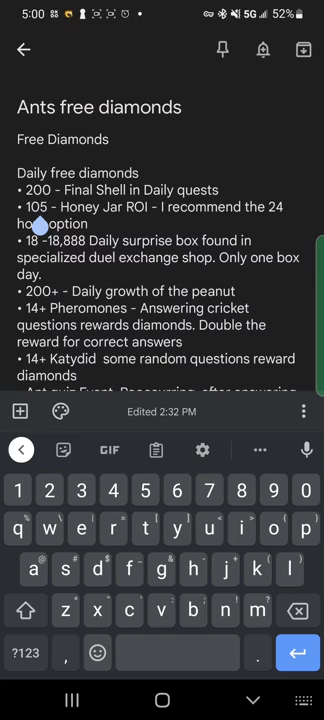 5:00
5G 52%
Ants free diamonds
Free Diamonds
Daily free diamonds
• 200 - Final Shell in Daily quests
• 105 - Honey Jar ROI - I recommend the 24
option
• 18 -18,888 Daily surprise box found in
specialized duel exchange shop. Only one box
day.
• 200+ - Daily growth of the peanut
• 14+ Pheromones - Answering cricket
questions rewards diamonds. Double the
reward for correct answers
• 14+ Katydid  some random questions reward
diamonds
Edited 2:32 PM
GIF
1 2 3 4 5 6 7 8 9 0
q w e r t y u i o p
a s d f g h j k l
z x c v b n m
?123 , .